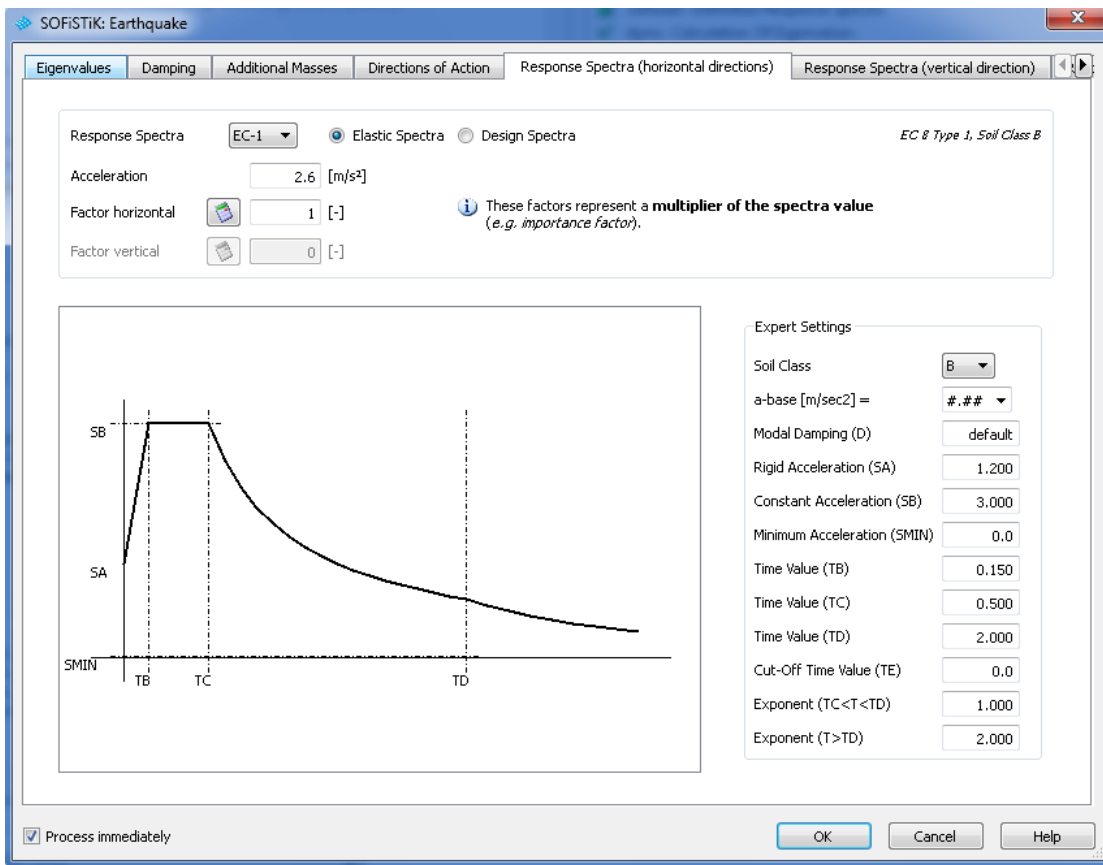 SOFiSTiK: Earthquake
Eigenvalues
Damping
Additional Masses
Directions of Action
Response Spectra (horizontal directions)
Response Spectra (vertical direction)
Response Spectra EC-1 Elastic Spectra Design Spectra EC 8 Type 1, Soil Class B
Acceleration 2.6 [m/s²]
Factor horizontal 1 [-]
These factors represent a multiplier of the spectra value
(e.g. importance factor).
Factor vertical 0 [-]
SB
SA
SMIN
TB TC TD
Expert Settings
Soil Class B
a-base [m/sec2] = #.##
Modal Damping (D) default
Rigid Acceleration (SA) 1.200
Constant Acceleration (SB) 3.000
Minimum Acceleration (SMIN) 0.0
Time Value (TB) 0.150
Time Value (TC) 0.500
Time Value (TD) 2.000
Cut-Off Time Value (TE) 0.0
Exponent (TC<T<TD) 1.000
Exponent (T>TD) 2.000
Process immediately
OK Cancel Help